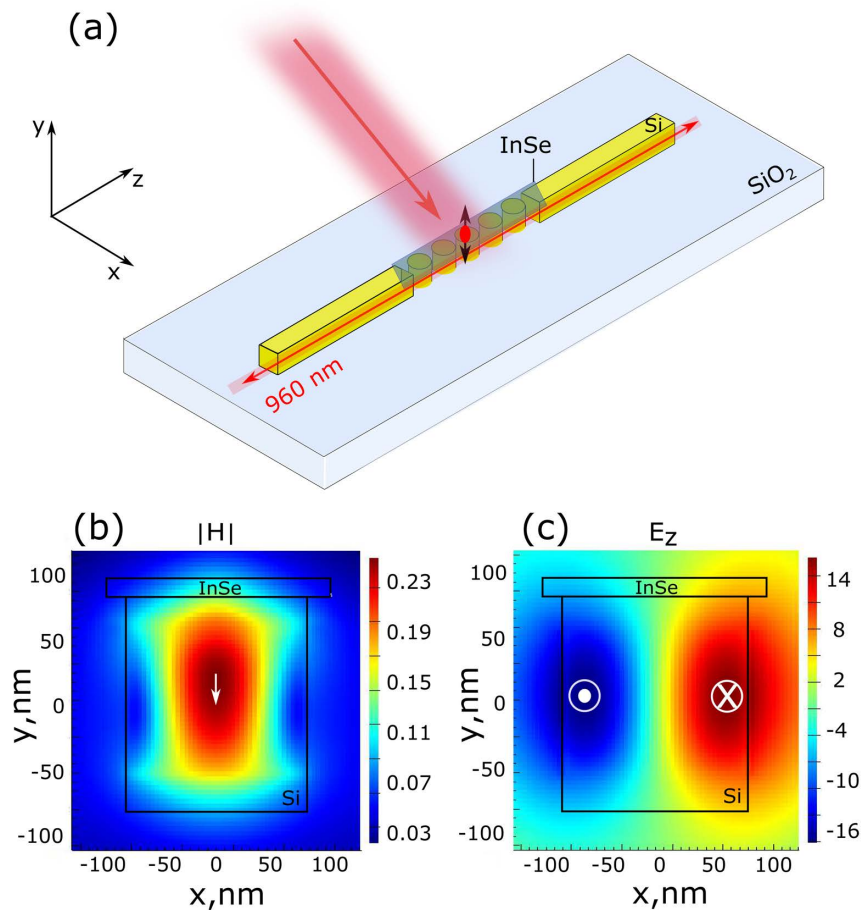 (a)
y
z
x
InSe
Si
SiO2
960 nm
(b)
|H|
InSe
Si
100
50
0
-50
-100
y,nm
-100 -50 0 50 100
x,nm
0.23
0.19
0.15
0.11
0.07
0.03
(c)
Ez
InSe
Si
100
50
0
-50
-100
y,nm
-100 -50 0 50 100
x,nm
14
8
2
-4
-10
-16